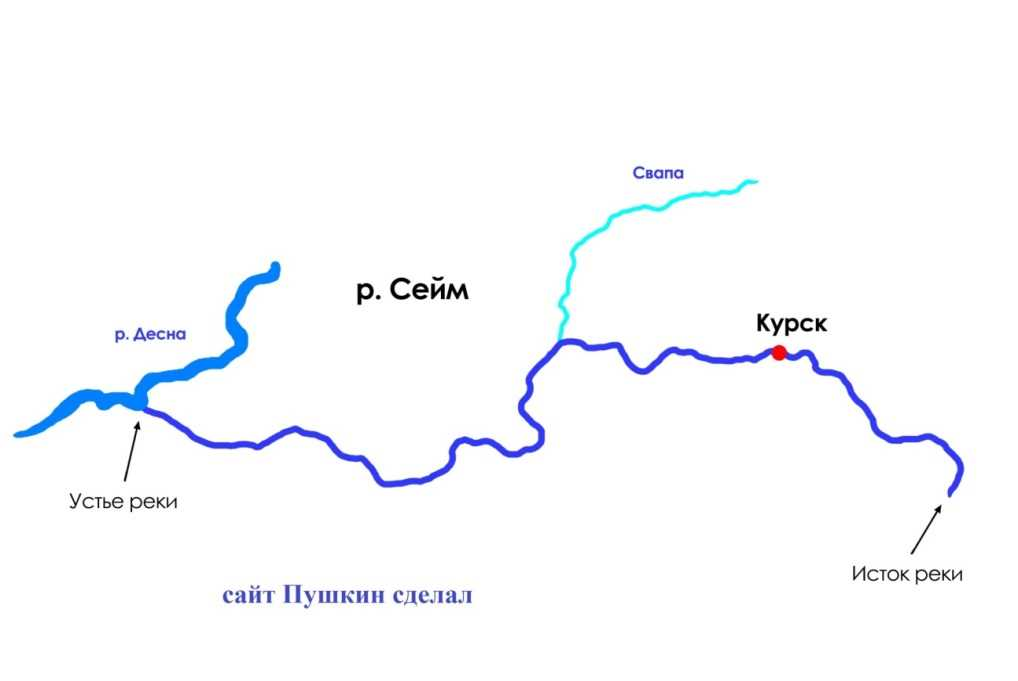 Свапа
р. Сейм
Курск
р. Десна
Устье реки
Исток реки
сайт Пушкин сделал